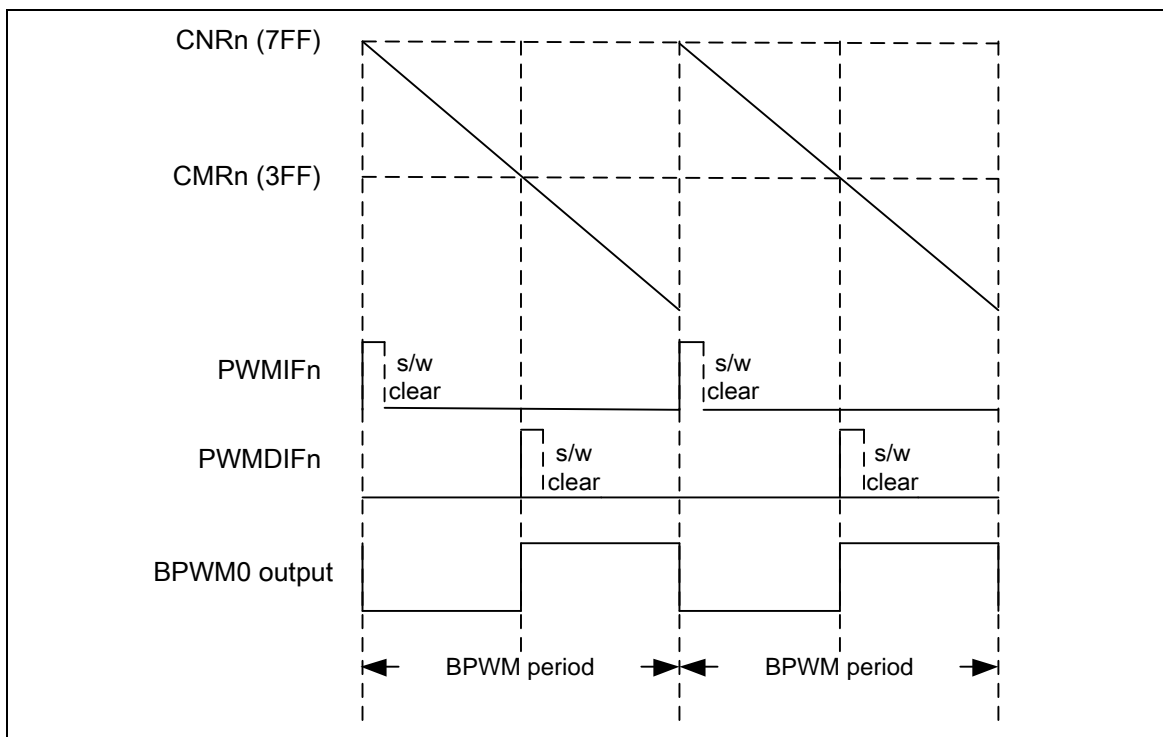 CNRn (7FF)
CMRn (3FF)
PWMIFn
s/w
clear
s/w
clear
PWMDIFn
s/w
clear
s/w
clear
BPWM0 output
BPWM period
BPWM period